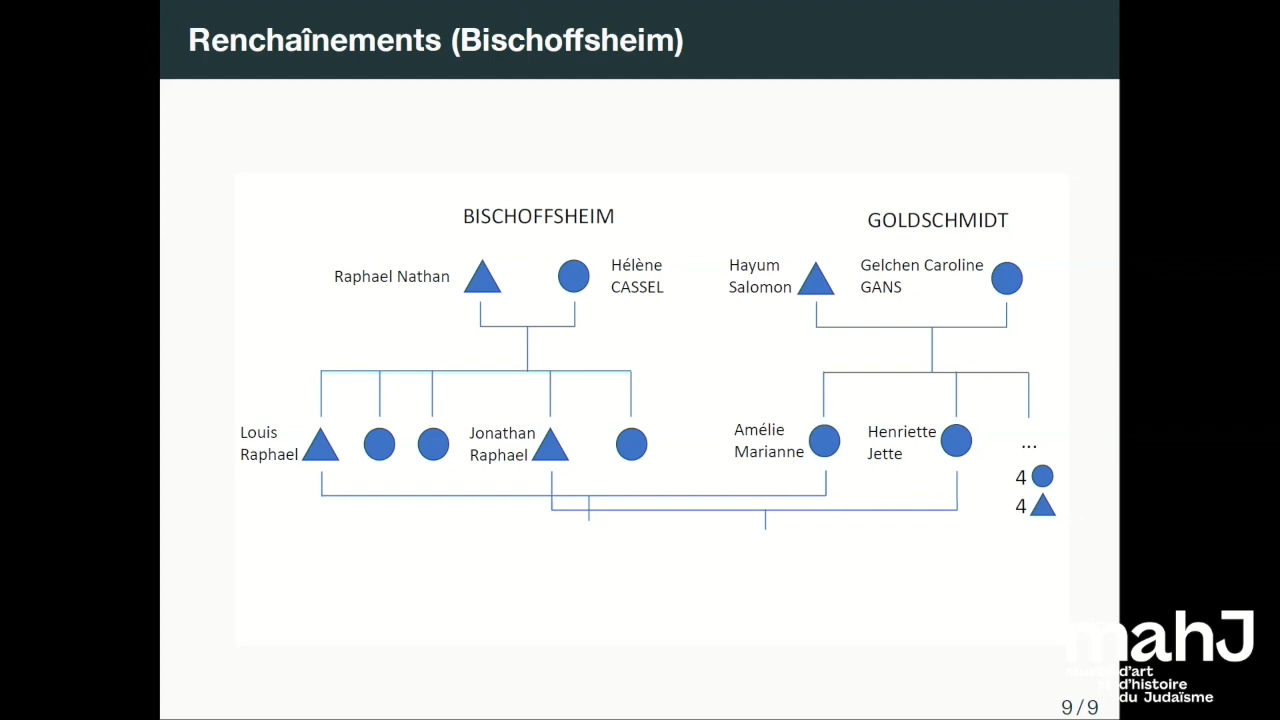 Renchaînements (Bischoffsheim)
BISCHOFFSHEIM
GOLDSCHMIDT
Raphael Nathan
Hélène
CASSEL
Hayum
Salomon
Gelchen Caroline
GANS
Louis
Raphael
Jonathan
Raphael
Amélie
Marianne
Henriette
Jette
...
4
4
mahJ
d'art
d'histoire
du Judaïsme
9/9